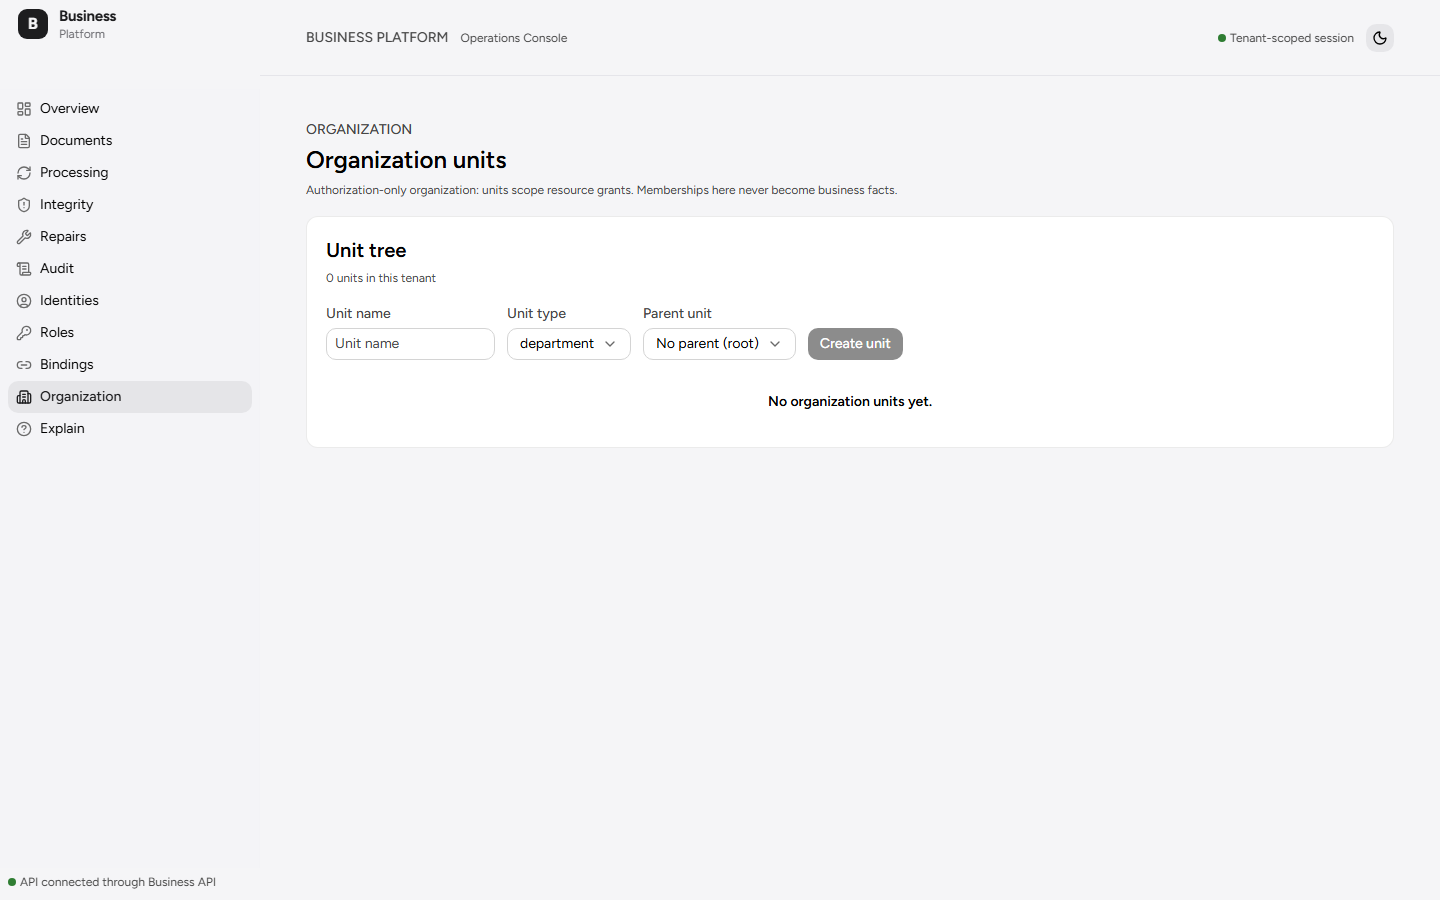 B
Business
Platform
BUSINESS PLATFORM
Operations Console
Tenant-scoped session
Overview
Documents
Processing
Integrity
Repairs
Audit
Identities
Roles
Bindings
Organization
Explain
API connected through Business API
ORGANIZATION
Organization units
Authorization-only organization: units scope resource grants. Memberships here never become business facts.
Unit tree
0 units in this tenant
Unit name
Unit type
Parent unit
Unit name
department
No parent (root)
Create unit
No organization units yet.